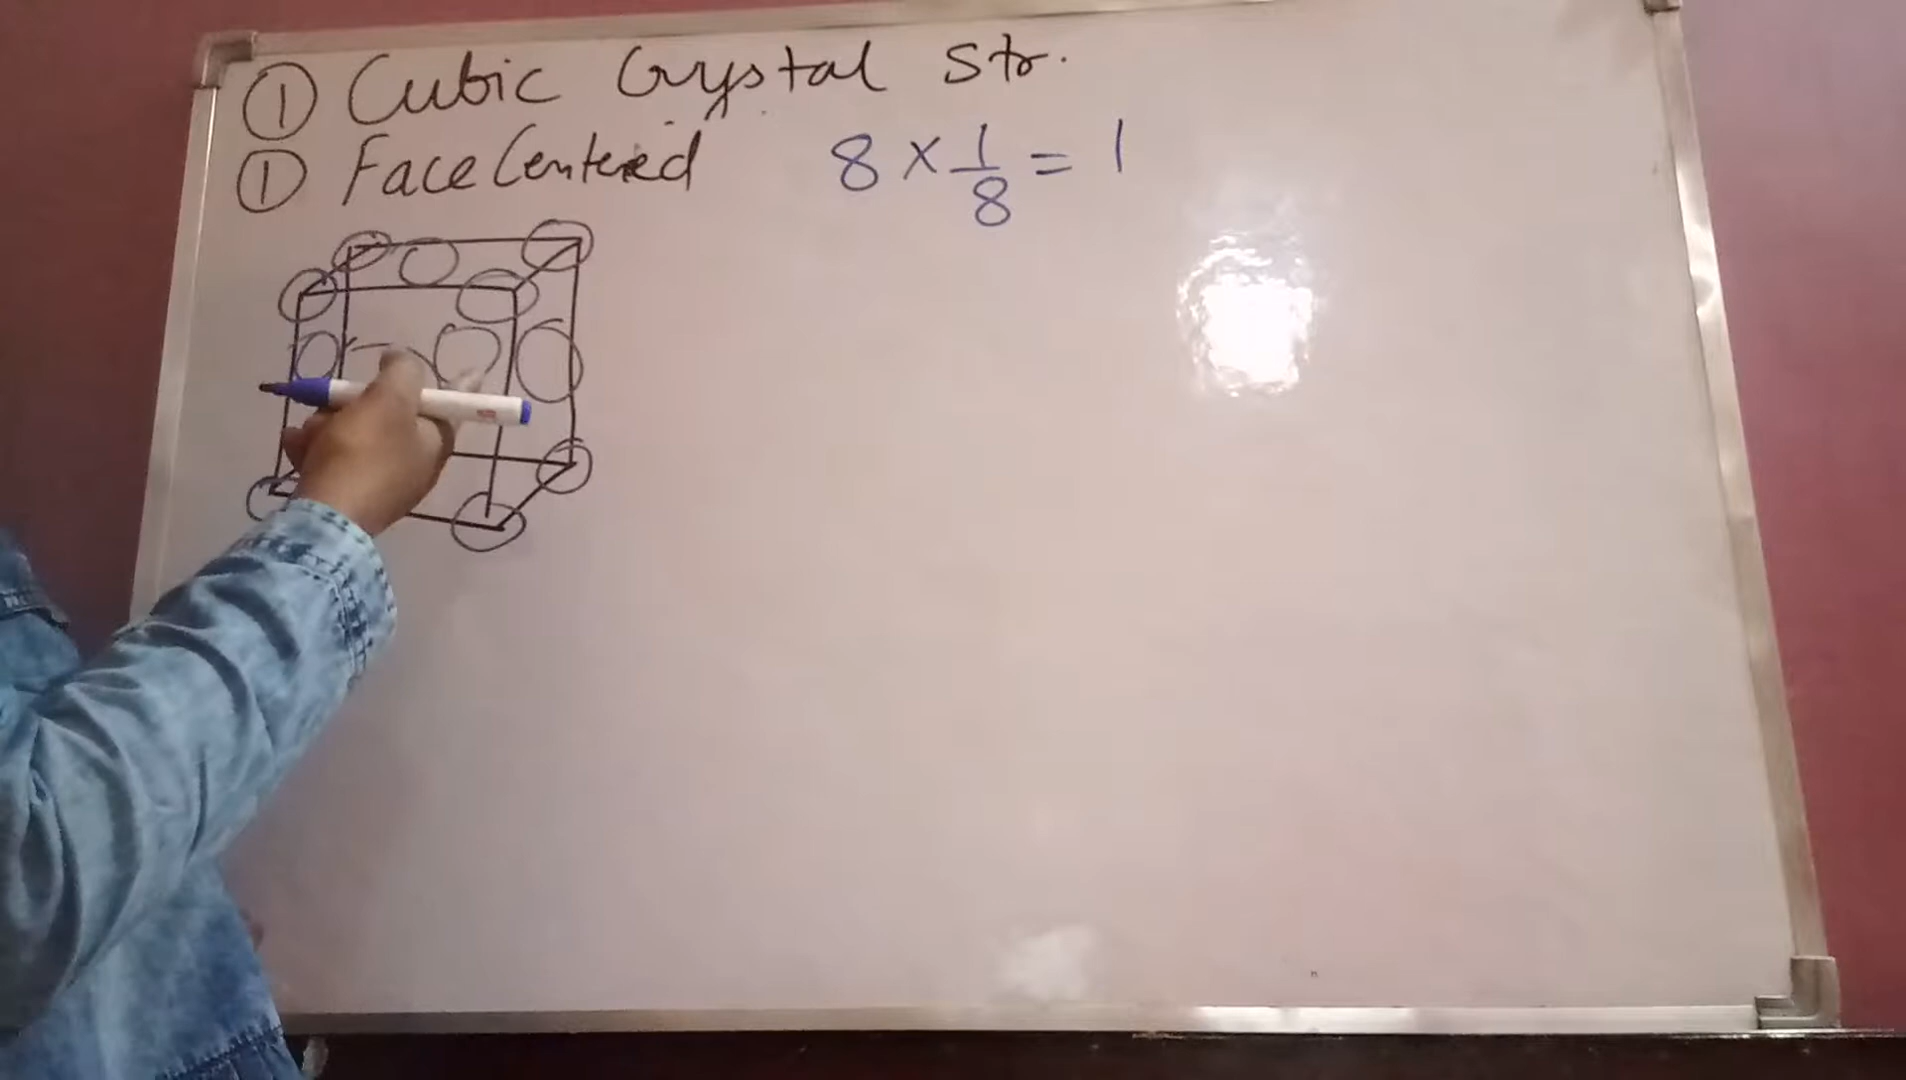 ① Cubic Crystal Str.
① Face Centered
8 × 1/8 = 1